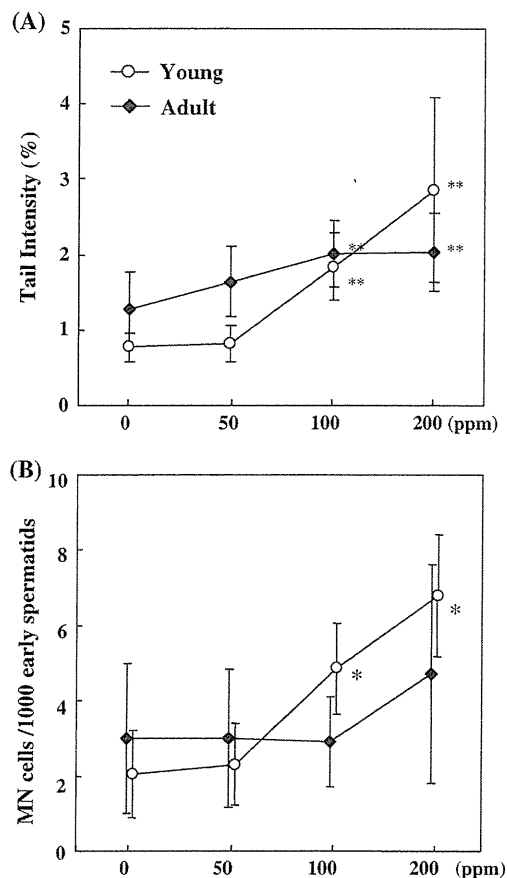 (A)
5
4
3
2
1
0
Tail Intensity (%)
Young
Adult
**
**
**
**
0 50 100 200 (ppm)
(B)
10
8
6
4
2
0
MN cells /1000 early spermatids
*
*
0 50 100 200 (ppm)